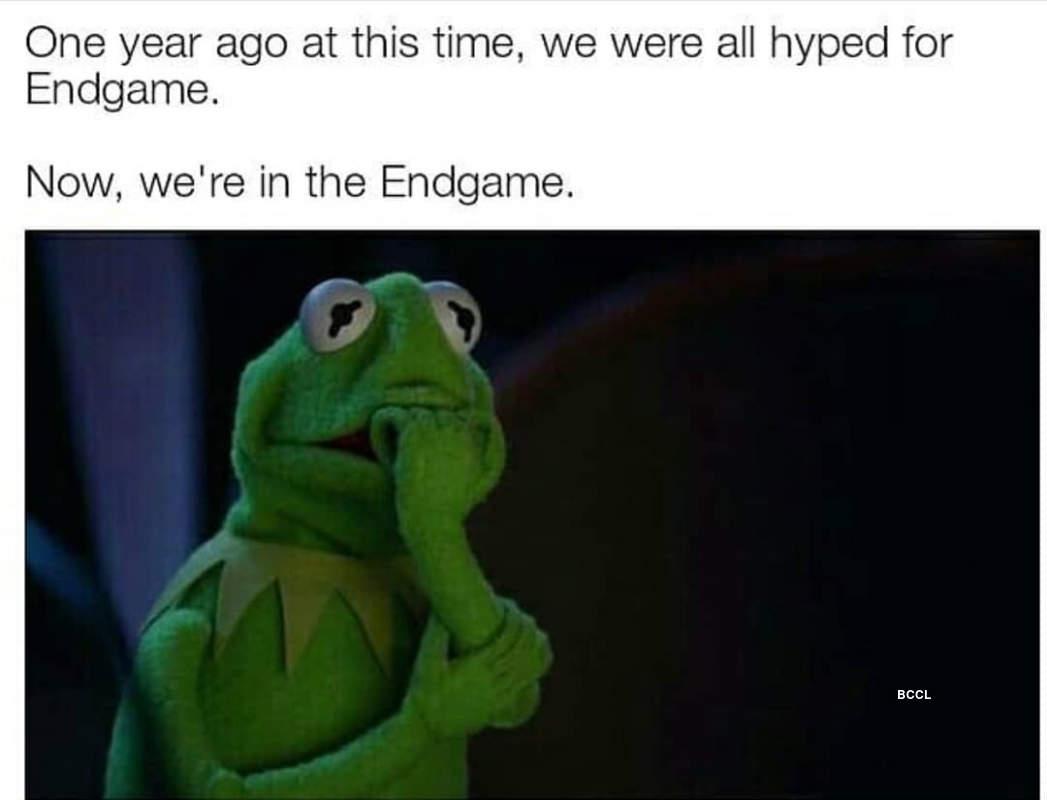 One year ago at this time, we were all hyped for
Endgame.
Now, we're in the Endgame.
BCCL